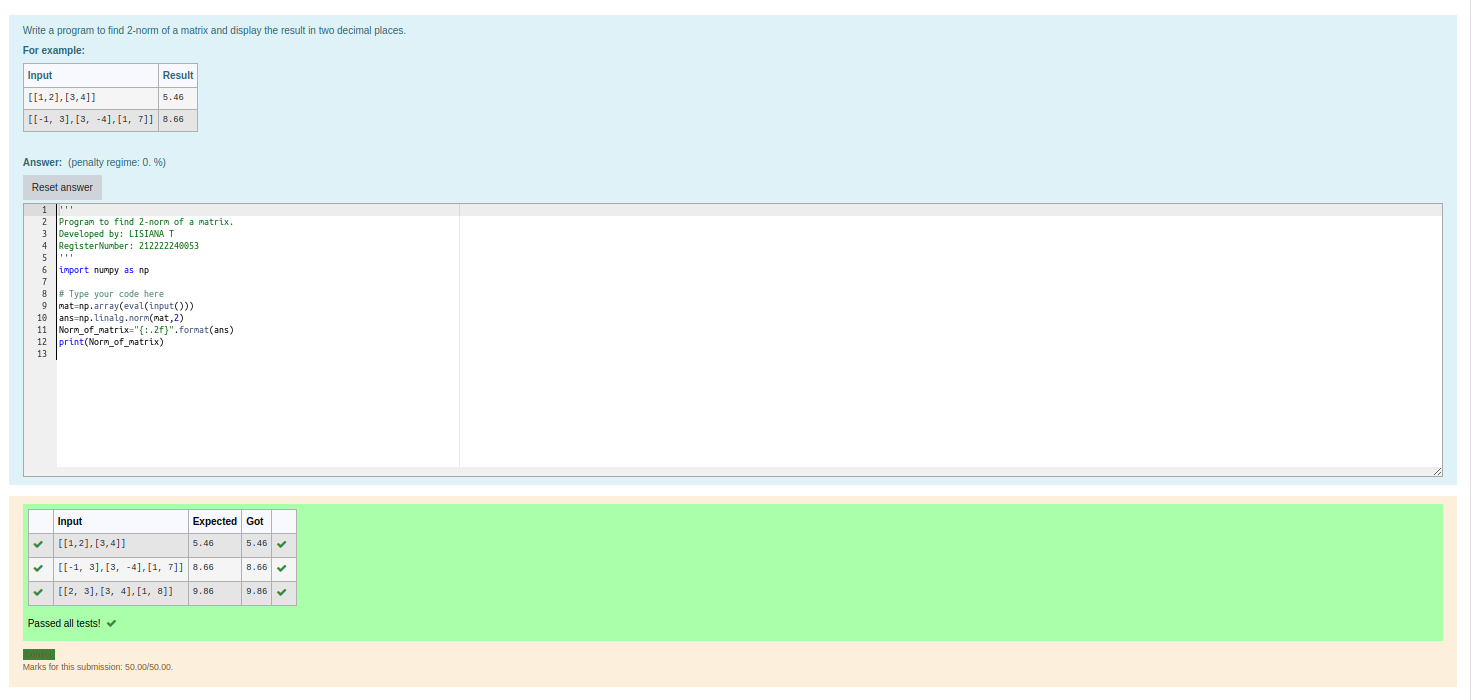 Write a program to find 2-norm of a matrix and display the result in two decimal places.
For example:
Input Result
[[1,2],[3,4]] 5.46
[[-1, 3],[3, -4],[1, 7]] 8.66
Answer: (penalty regime: 0. %)
Reset answer
1 '''
2 Program to find 2-norm of a matrix.
3 Developed by: LISIANA T
4 RegisterNumber: 212222240053
5 '''
6 import numpy as np
7
8 # Type your code here
9 mat=np.array(eval(input()))
10 ans=np.linalg.norm(mat,2)
11 Norm_of_matrix="{:.2f}".format(ans)
12 print(Norm_of_matrix)
13
Input Expected Got
[[1,2],[3,4]] 5.46 5.46
[[-1, 3],[3, -4],[1, 7]] 8.66 8.66
[[2, 3],[3, 4],[1, 8]] 9.86 9.86
Passed all tests!
Marks for this submission: 50.00/50.00.